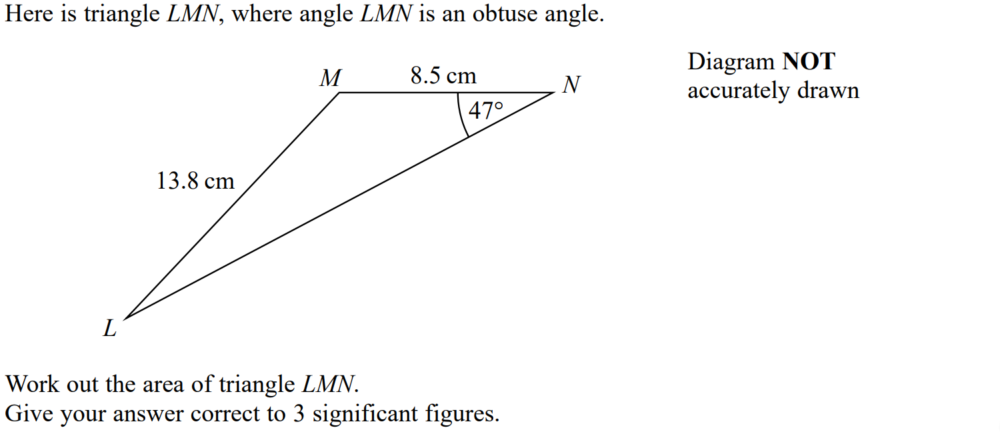 Here is triangle LMN, where angle LMN is an obtuse angle.
Diagram NOT
accurately drawn
M
8.5 cm
N
47°
13.8 cm
L
Work out the area of triangle LMN.
Give your answer correct to 3 significant figures.